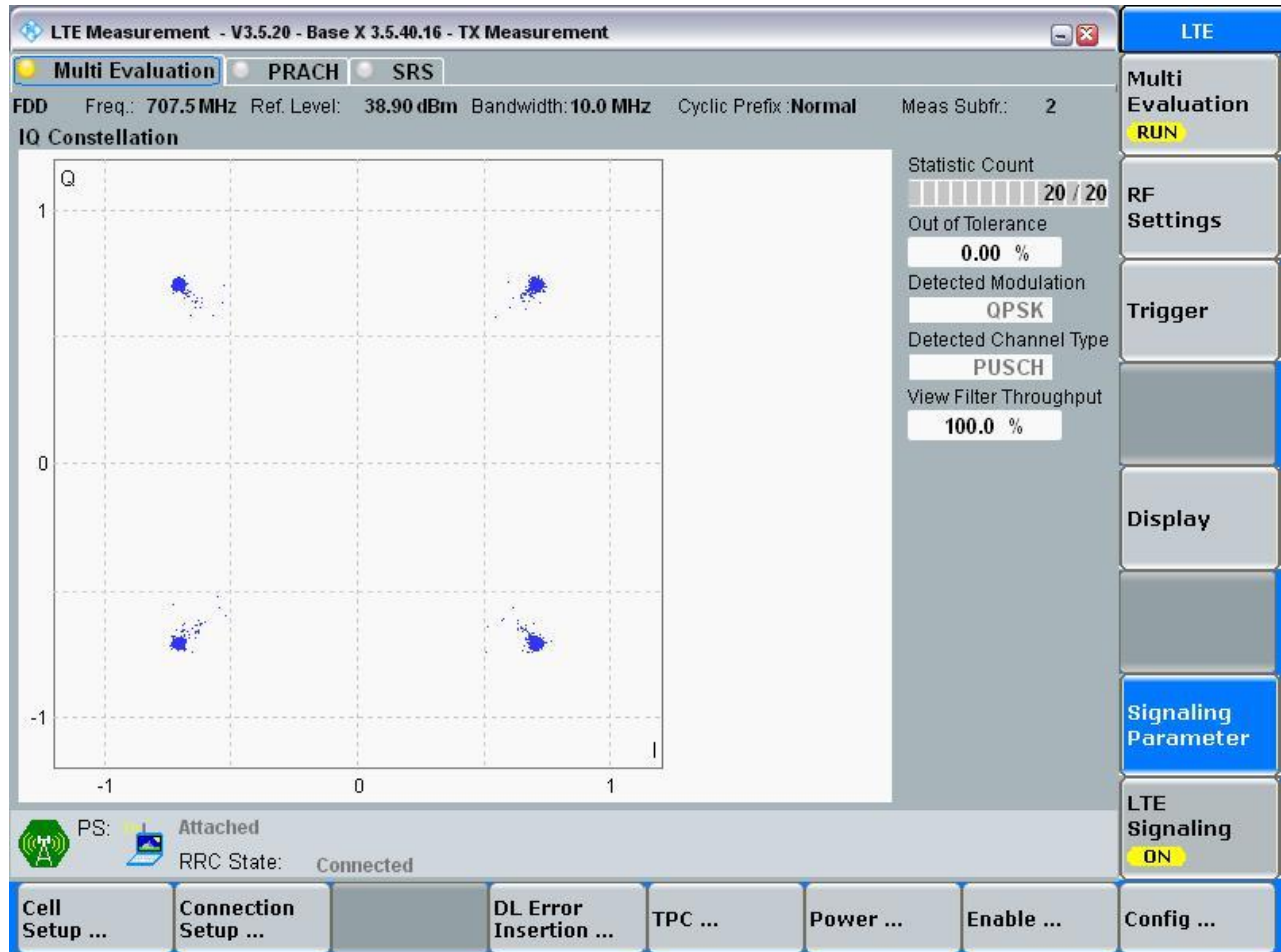 LTE Measurement - V3.5.20 - Base X 3.5.40.16 - TX Measurement
LTE
Multi Evaluation PRACH SRS
FDD Freq.: 707.5 MHz Ref. Level: 38.90 dBm Bandwidth: 10.0 MHz Cyclic Prefix :Normal Meas Subfr.: 2
IQ Constellation
Q
1
0
-1
-1 0 1
I
Statistic Count
20 / 20
Out of Tolerance
0.00 %
Detected Modulation
QPSK
Detected Channel Type
PUSCH
View Filter Throughput
100.0 %
Multi
Evaluation
RUN
RF
Settings
Trigger
Display
Signaling
Parameter
LTE
Signaling
ON
PS: Attached
RRC State: Connected
Cell
Setup ...
Connection
Setup ...
DL Error
Insertion ...
TPC ...
Power ...
Enable ...
Config ...